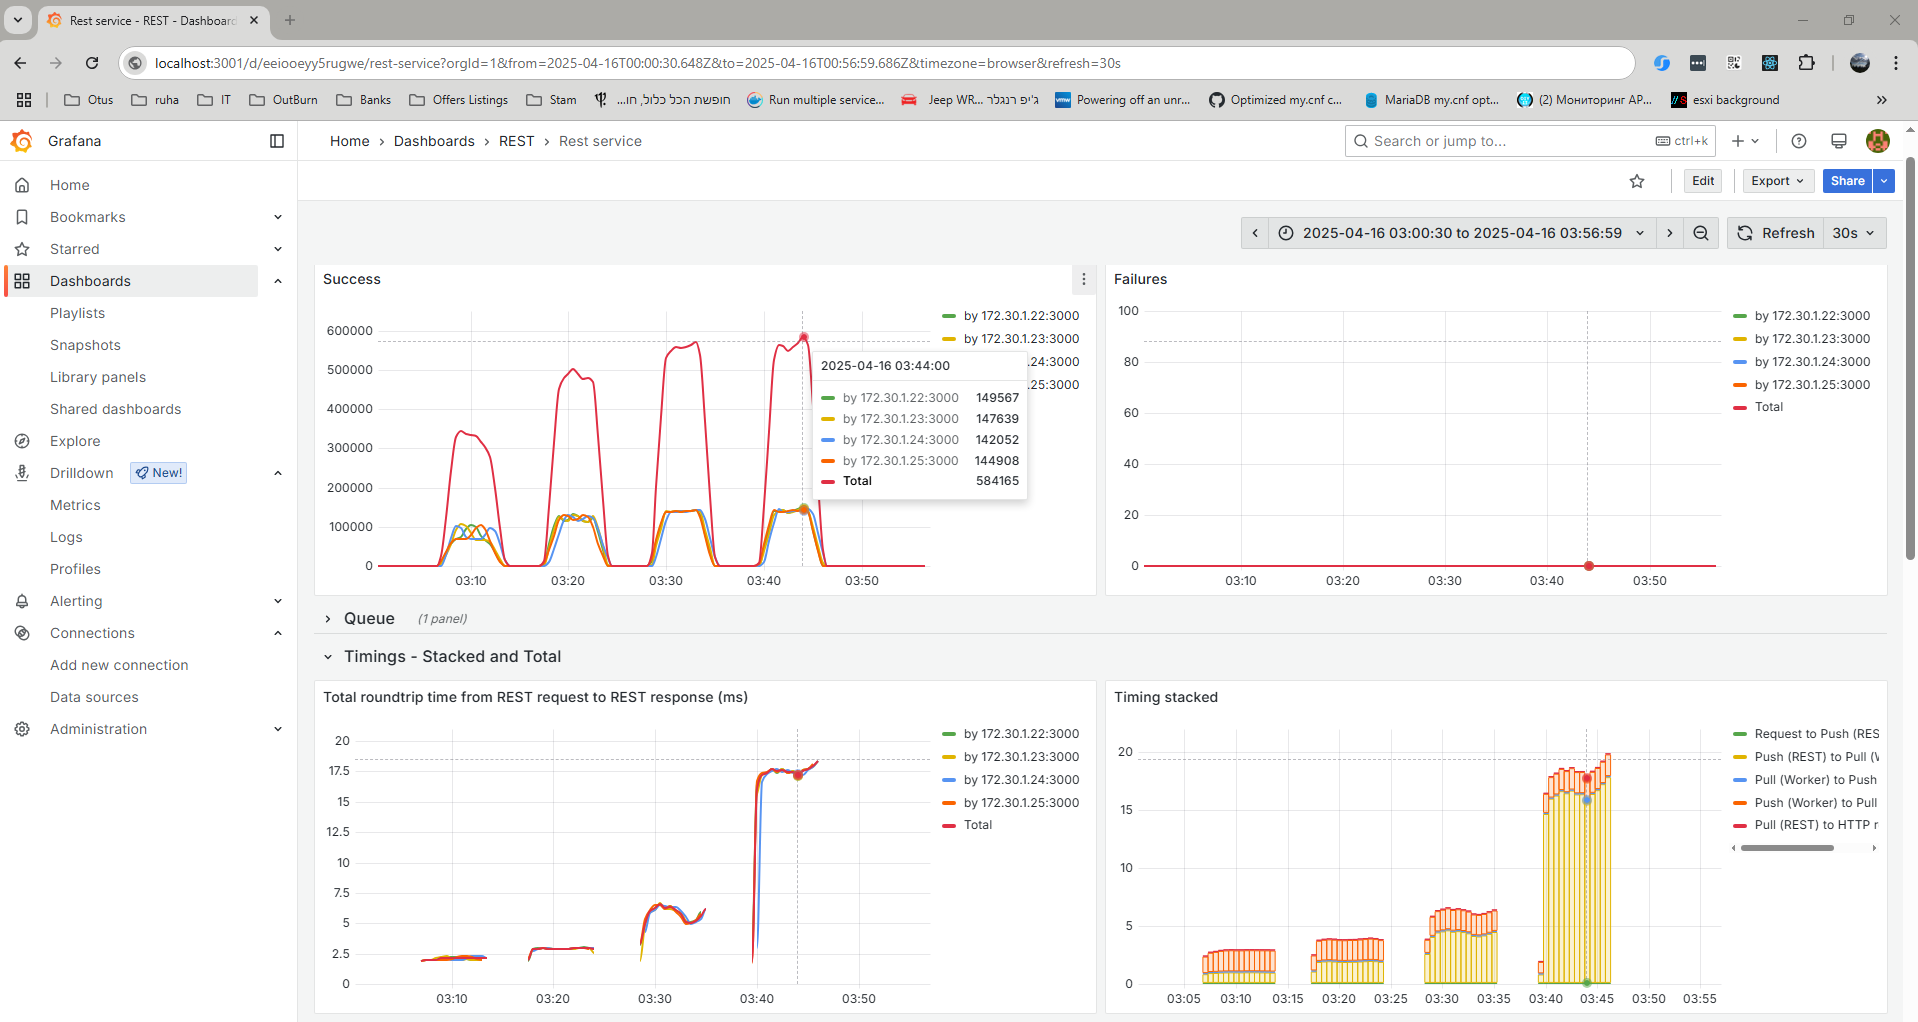 Rest service - REST - Dashboard
localhost:3001/d/eeiooeyy5rugwe/rest-service?orgId=1&from=2025-04-16T00:00:30.648Z&to=2025-04-16T00:56:59.686Z&timezone=browser&refresh=30s
Otus ruha IT OutBurn Banks Offers Listings Stam חופשת הכל כלול, חו... Run multiple service... Jeep WR... ג'יפ רנגלר Powering off an unr... Optimized my.cnf c... MariaDB my.cnf opt... (2) Мониторинг AP... esxi background
Grafana
Home › Dashboards › REST › Rest service
Search or jump to... ctrl+k
Edit Export Share
2025-04-16 03:00:30 to 2025-04-16 03:56:59
Refresh 30s
Home
Bookmarks
Starred
Dashboards
Playlists
Snapshots
Library panels
Shared dashboards
Explore
Drilldown New!
Metrics
Logs
Profiles
Alerting
Connections
Add new connection
Data sources
Administration
Success
600000
500000
400000
300000
200000
100000
0
03:10 03:20 03:30 03:40 03:50
by 172.30.1.22:3000
by 172.30.1.23:3000
.24:3000
.25:3000
2025-04-16 03:44:00
by 172.30.1.22:3000 149567
by 172.30.1.23:3000 147639
by 172.30.1.24:3000 142052
by 172.30.1.25:3000 144908
Total 584165
Failures
100
80
60
40
20
0
03:10 03:20 03:30 03:40 03:50
by 172.30.1.22:3000
by 172.30.1.23:3000
by 172.30.1.24:3000
by 172.30.1.25:3000
Total
Queue (1 panel)
Timings - Stacked and Total
Total roundtrip time from REST request to REST response (ms)
20
17.5
15
12.5
10
7.5
5
2.5
0
03:10 03:20 03:30 03:40 03:50
by 172.30.1.22:3000
by 172.30.1.23:3000
by 172.30.1.24:3000
by 172.30.1.25:3000
Total
Timing stacked
20
15
10
5
0
03:05 03:10 03:15 03:20 03:25 03:30 03:35 03:40 03:45 03:50 03:55
Request to Push (RES
Push (REST) to Pull (
Pull (Worker) to Push
Push (Worker) to Pull
Pull (REST) to HTTP r